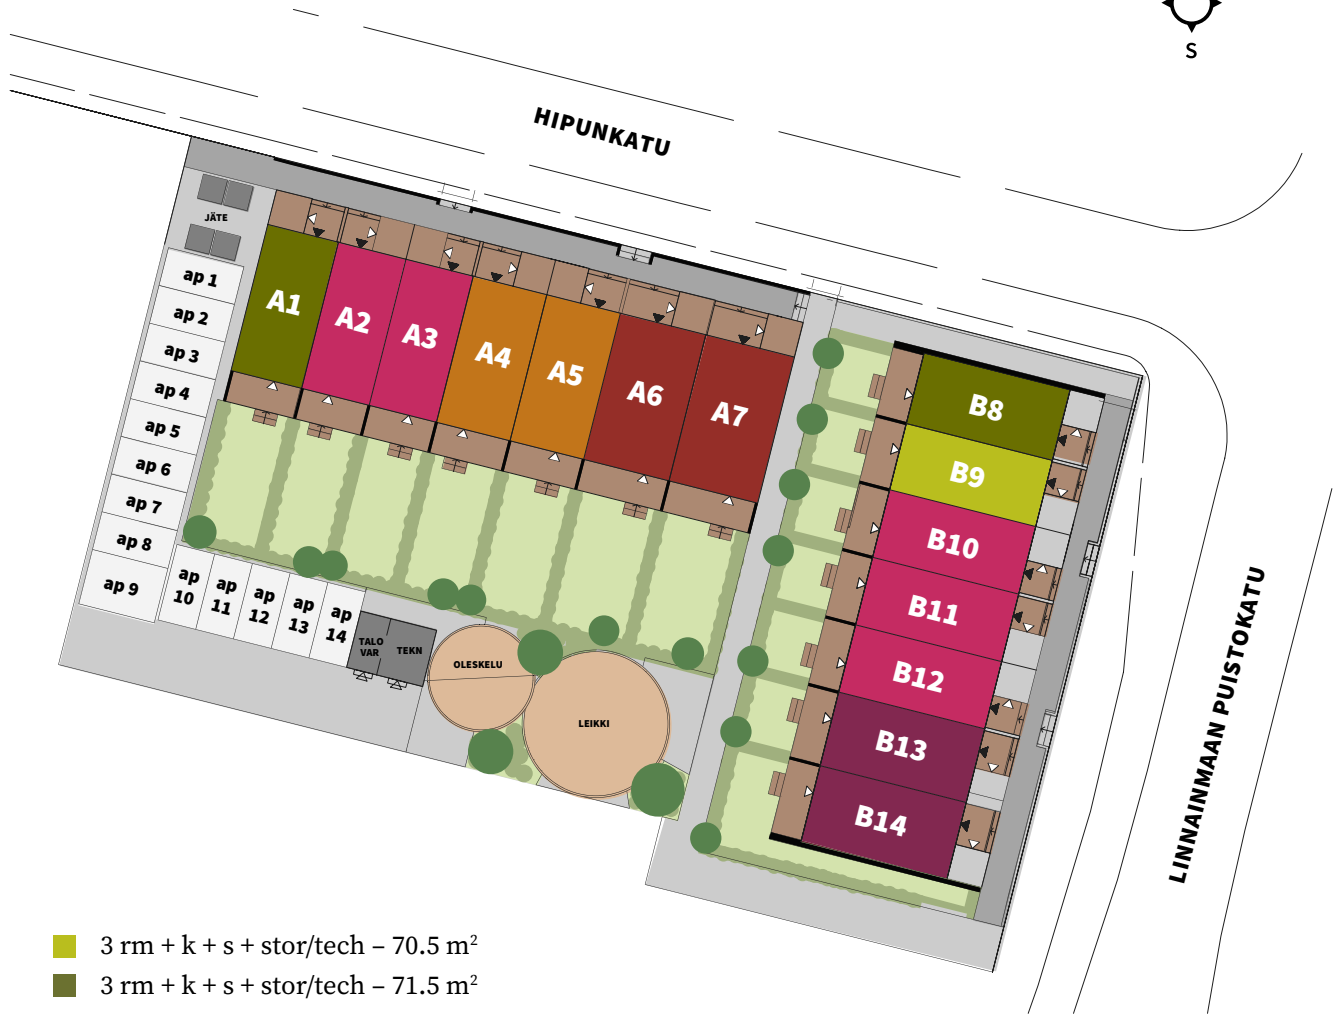 S
HIPUNKATU
JÄTE
ap 1
ap 2
ap 3
ap 4
ap 5
ap 6
ap 7
ap 8
ap 9
ap 10
ap 11
ap 12
ap 13
ap 14
A1
A2
A3
A4
A5
A6
A7
B8
B9
B10
B11
B12
B13
B14
TALO
VAR
TEKN
OLESKELU
LEIKKI
LINNAINMAAN PUISTOKATU
3 rm + k + s + stor/tech – 70.5 m²
3 rm + k + s + stor/tech – 71.5 m²